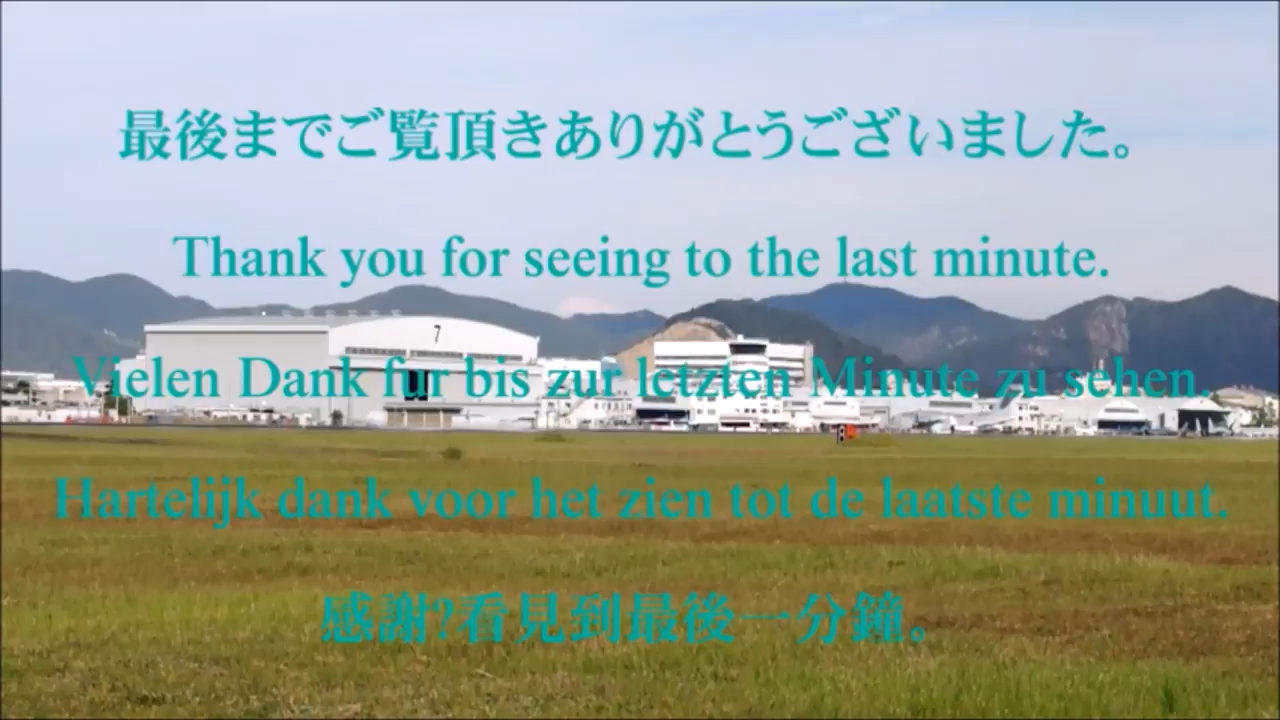 最後までご覧頂きありがとうございました。
Thank you for seeing to the last minute.
7
Vielen Dank fur bis zur letzten Minute zu sehen.
Hartelijk dank voor het zien tot de laatste minuut.
感謝?看見到最後一分鐘。